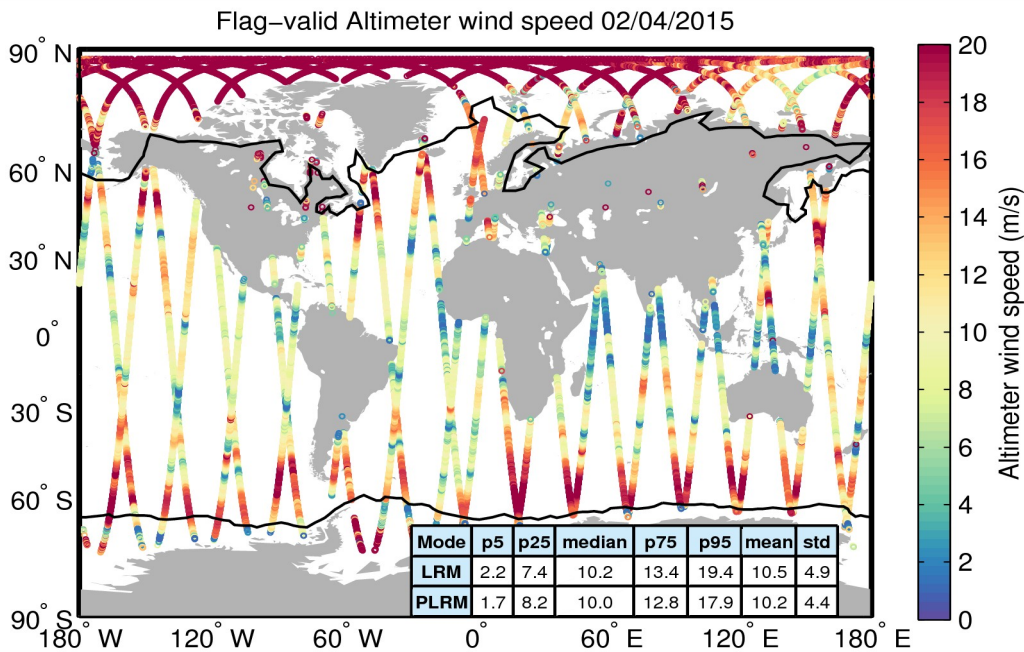 Flag−valid Altimeter wind speed 02/04/2015
90° N
60° N
30° N
0°
30° S
60° S
90° S
180° W
120° W
60° W
0°
60° E
120° E
180° E
Mode p5 p25 median p75 p95 mean std
LRM 2.2 7.4 10.2 13.4 19.4 10.5 4.9
PLRM 1.7 8.2 10.0 12.8 17.9 10.2 4.4
20
18
16
14
12
10
8
6
4
2
0
Altimeter wind speed (m/s)